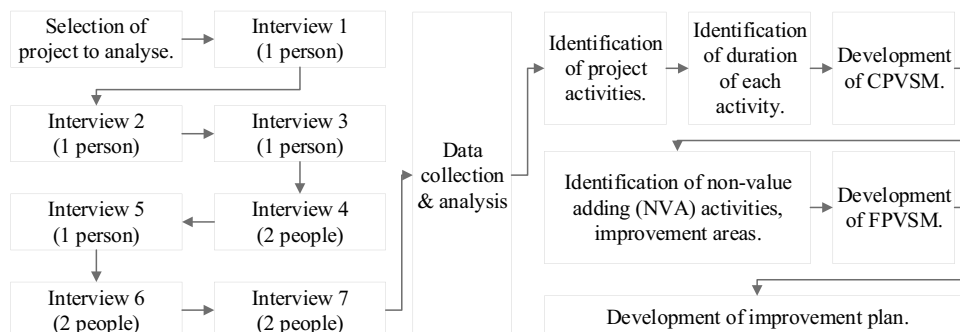 Selection of
project to analyse.
Interview 1
(1 person)
Interview 2
(1 person)
Interview 3
(1 person)
Interview 4
(2 people)
Interview 5
(1 person)
Interview 6
(2 people)
Interview 7
(2 people)
Data
collection
& analysis
Identification
of project
activities.
Identification
of duration
of each
activity.
Development
of CPVSM.
Identification of non-value
adding (NVA) activities,
improvement areas.
Development
of FPVSM.
Development of improvement plan.